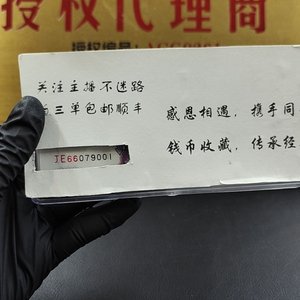 授权代理商
关注主播不迷路
三单包邮顺丰
JE66079001
感恩相遇，携手同
钱币收藏，传承经